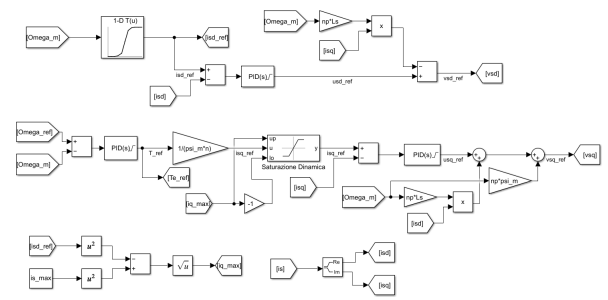 1-D T(u)
[Omega_m]
[isd_ref]
isd_ref
[isd]
+
−
PID(s)
usd_ref
[Omega_m]
np*Ls
[isq]
x
−
+
vsd_ref
[vsd]
[Omega_ref]
[Omega_m]
+
−
PID(s)
T_ref
[Te_ref]
1/(psi_m*n)
isq_ref
up
u
lo
y
Saturazione Dinamica
[iq_max]
-1
isq_ref
[isq]
+
−
PID(s)
usq_ref
+
+
+
+
vsq_ref
[vsq]
[Omega_m]
np*Ls
np*psi_m
[isd]
x
[isd_ref]
u²
is_max
u²
−
+
√u
[iq_max]
[is]
Re
Im
[isd]
[isq]